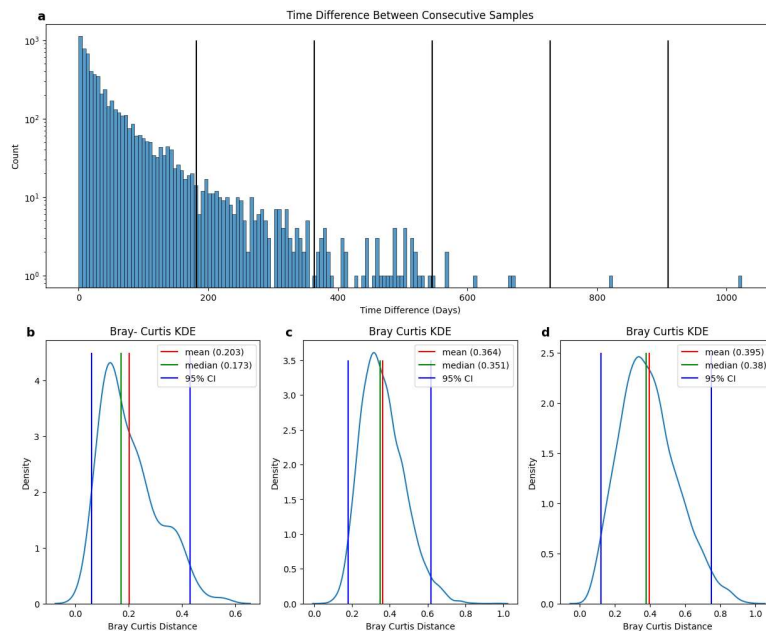 a
Time Difference Between Consecutive Samples
10³
10²
10¹
10⁰
Count
0 200 400 600 800 1000
Time Difference (Days)
b
Bray- Curtis KDE
mean (0.203)
median (0.173)
95% CI
4
3
2
1
0
Density
0.0 0.2 0.4 0.6
Bray Curtis Distance
c
Bray Curtis KDE
mean (0.364)
median (0.351)
95% CI
3.5
3.0
2.5
2.0
1.5
1.0
0.5
0.0
Density
0.0 0.2 0.4 0.6 0.8 1.0
Bray Curtis Distance
d
Bray Curtis KDE
mean (0.395)
median (0.38)
95% CI
2.5
2.0
1.5
1.0
0.5
0.0
Density
0.0 0.2 0.4 0.6 0.8 1.0
Bray Curtis Distance